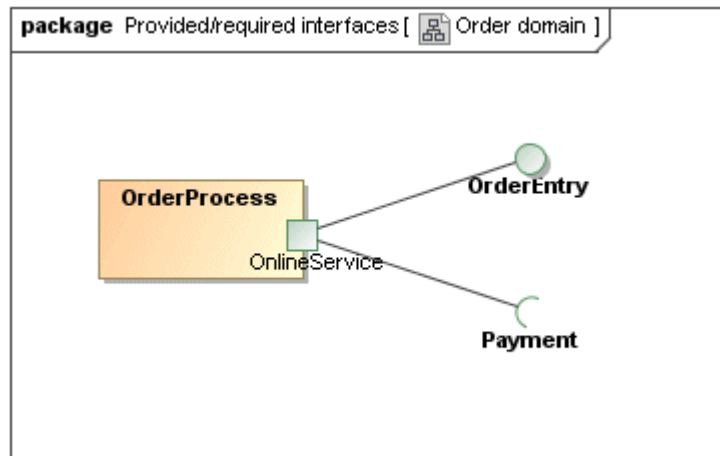 package Provided/required interfaces [ Order domain ]
OrderProcess
OrderEntry
OnlineService
Payment